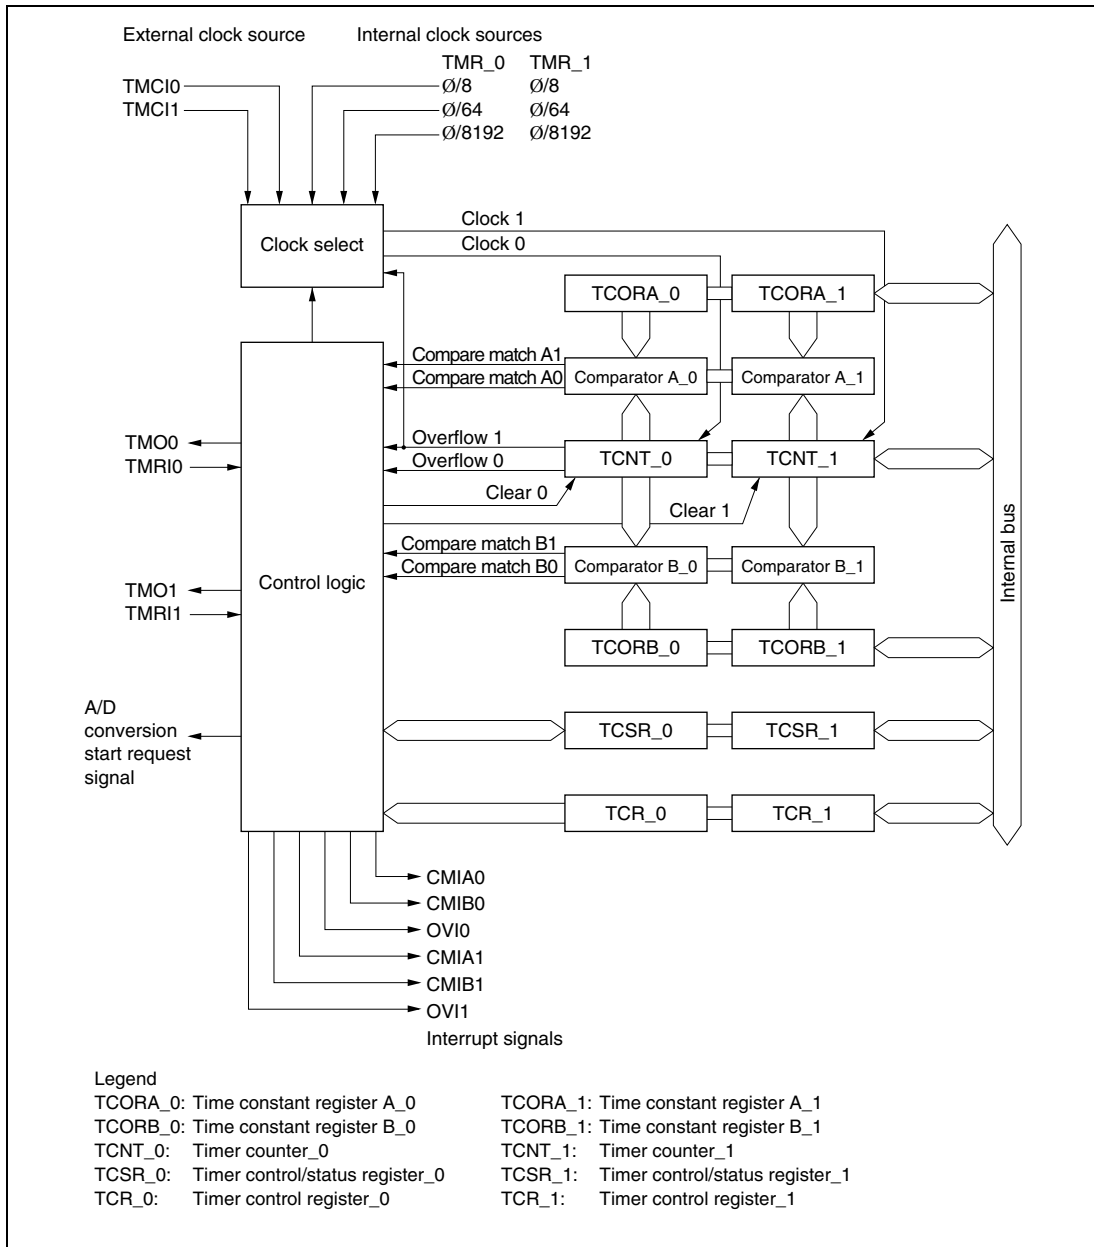 External clock source Internal clock sources
TMR_0 TMR_1
TMCI0 Ø/8 Ø/8
TMCI1 Ø/64 Ø/64
Ø/8192 Ø/8192
Clock 1
Clock select Clock 0
TCORA_0 TCORA_1
Compare match A1
Compare match A0 Comparator A_0 Comparator A_1
TMO0 Overflow 1
TMRI0 Overflow 0 TCNT_0 TCNT_1
Clear 0
Clear 1
Internal bus
Compare match B1
Compare match B0 Comparator B_0 Comparator B_1
Control logic
TMO1
TMRI1
TCORB_0 TCORB_1
A/D
conversion
start request
signal
TCSR_0 TCSR_1
TCR_0 TCR_1
CMIA0
CMIB0
OVI0
CMIA1
CMIB1
OVI1
Interrupt signals
Legend
TCORA_0: Time constant register A_0 TCORA_1: Time constant register A_1
TCORB_0: Time constant register B_0 TCORB_1: Time constant register B_1
TCNT_0: Timer counter_0 TCNT_1: Timer counter_1
TCSR_0: Timer control/status register_0 TCSR_1: Timer control/status register_1
TCR_0: Timer control register_0 TCR_1: Timer control register_1